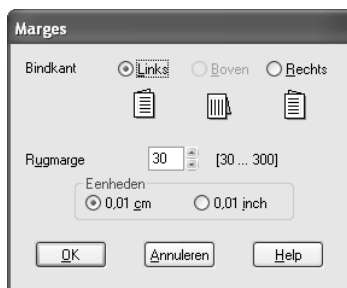 Marges
Bindkant Links Boven Rechts
Rugmarge 30 [30 ... 300]
Eenheden
0,01 cm 0,01 inch
OK Annuleren Help